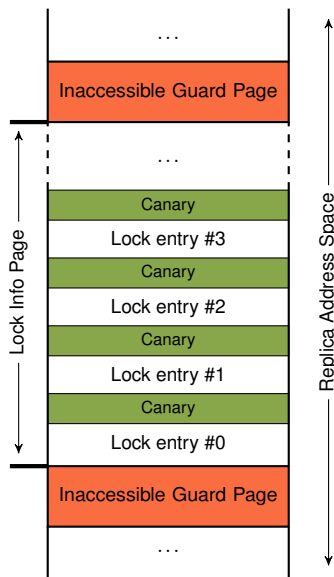 ...
Inaccessible Guard Page
...
Canary
Lock entry #3
Canary
Lock entry #2
Canary
Lock entry #1
Canary
Lock entry #0
Inaccessible Guard Page
...
Lock Info Page
Replica Address Space